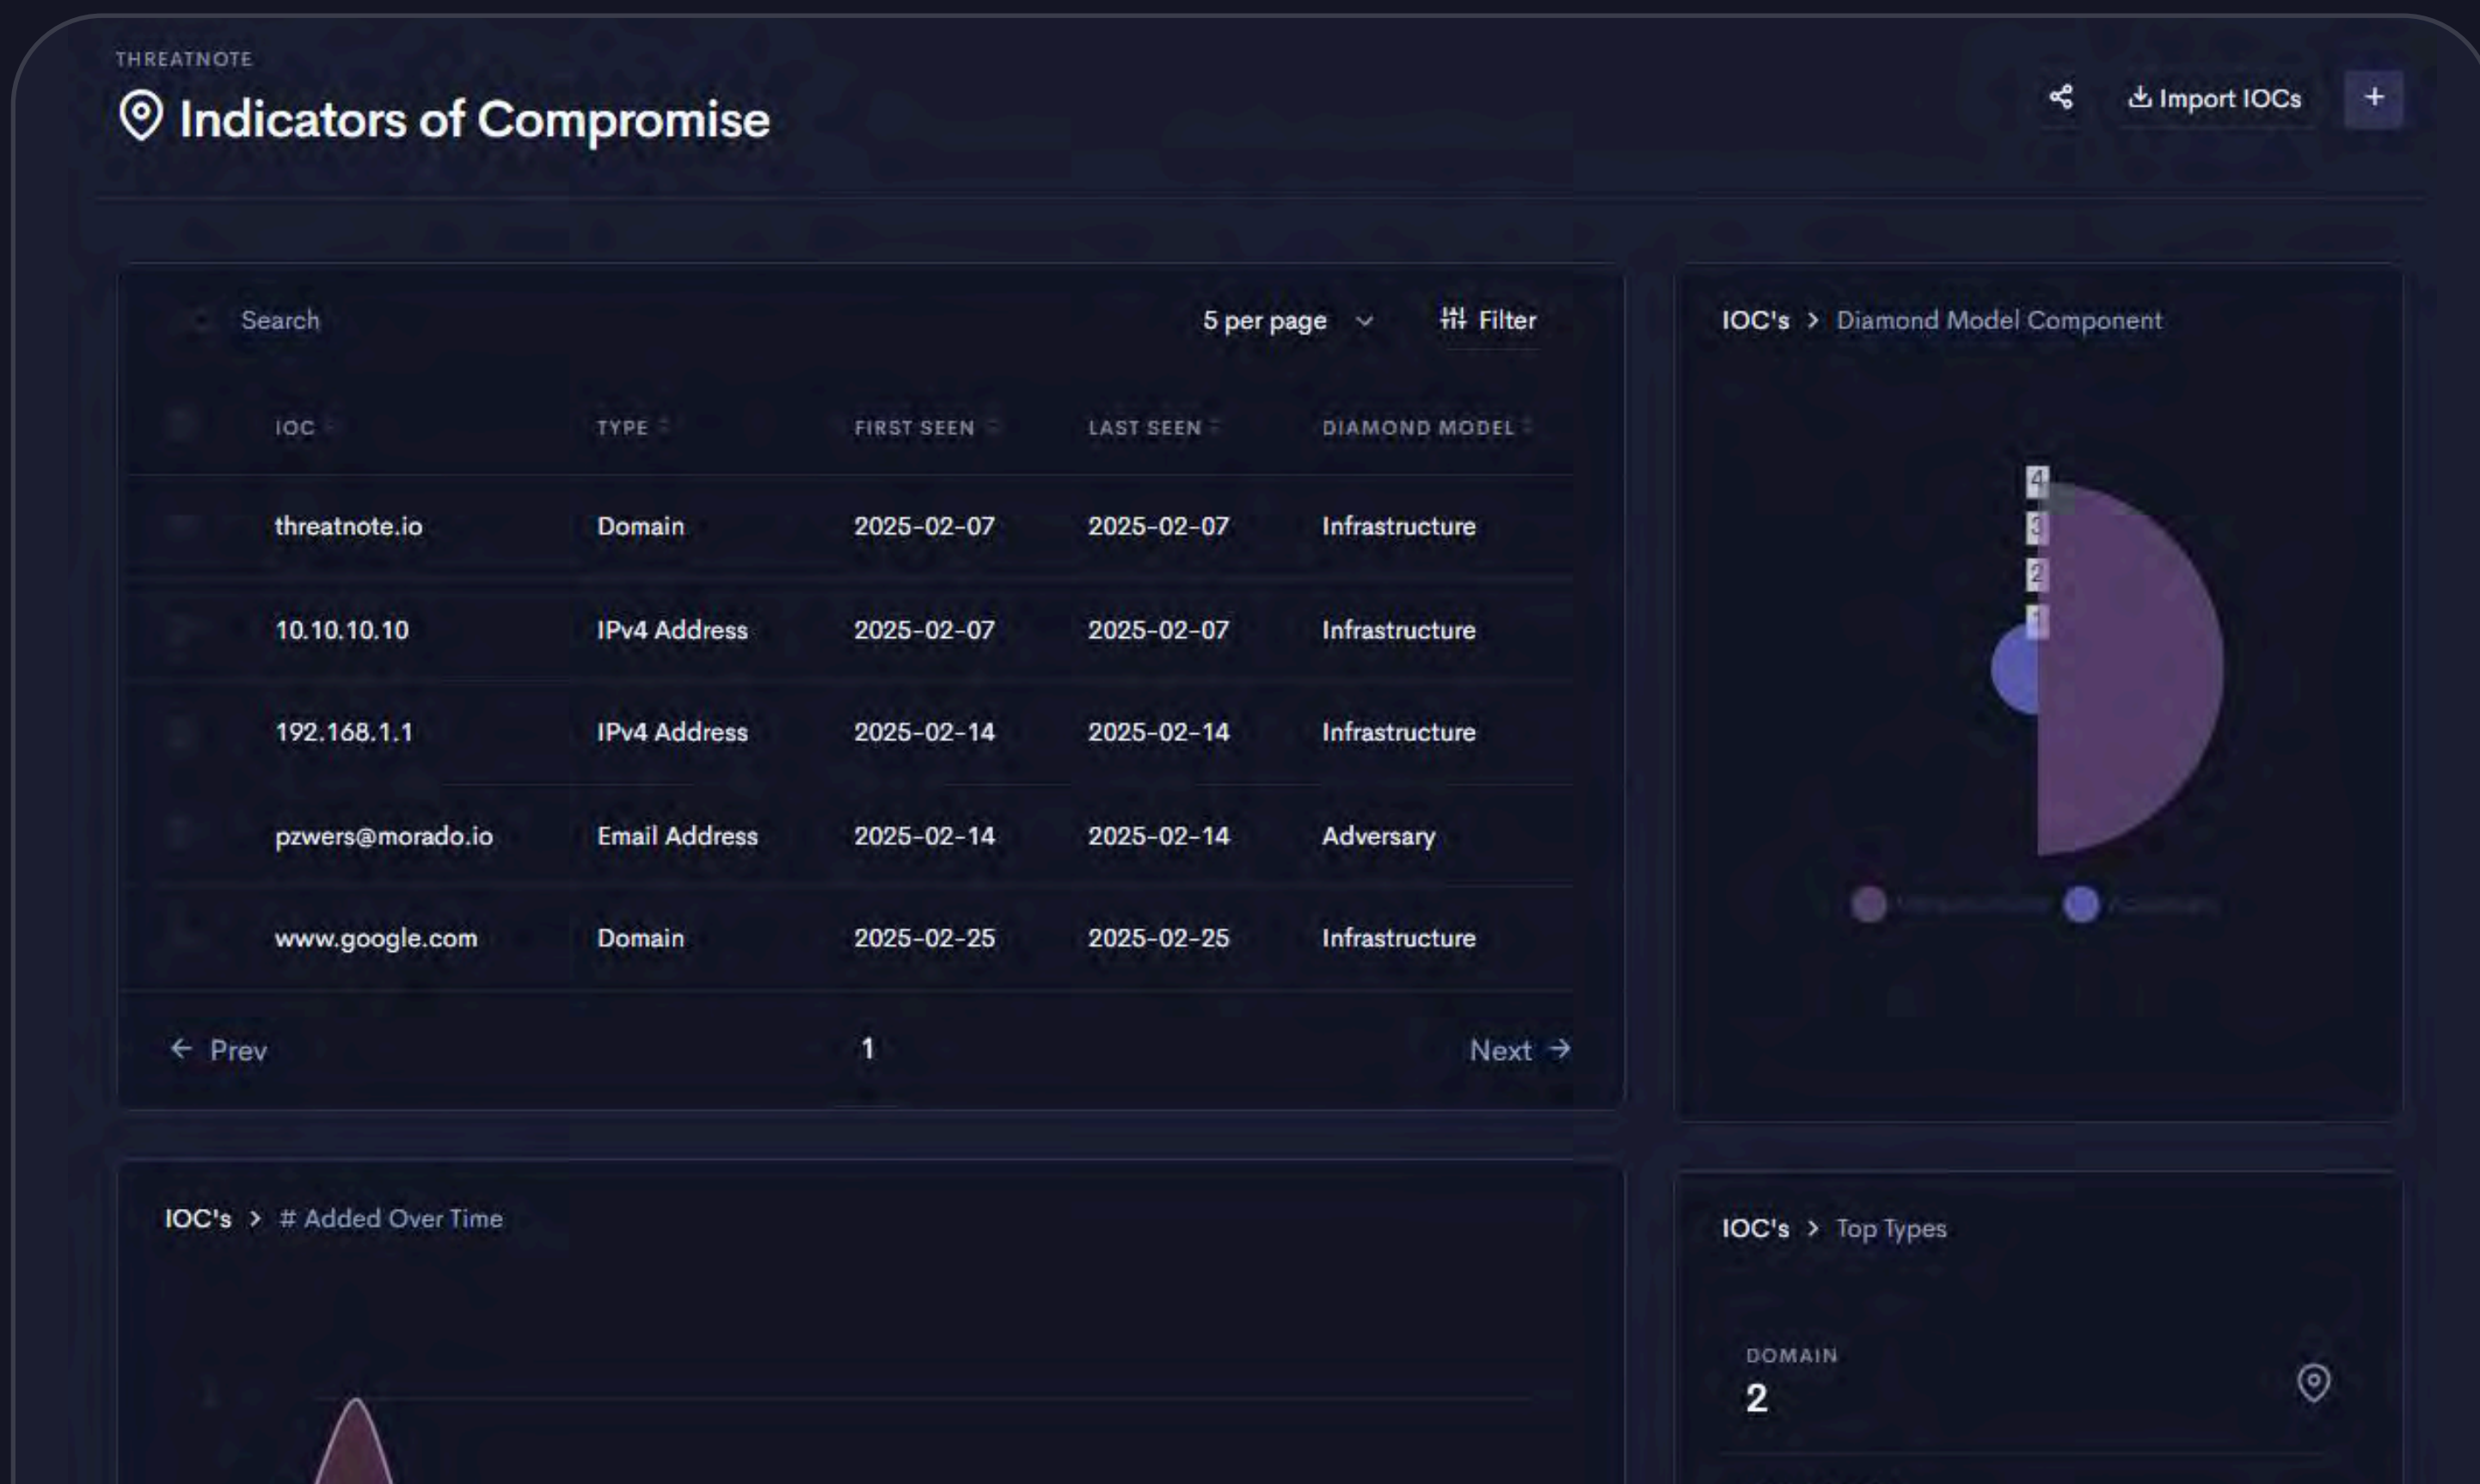 THREATNOTE
Indicators of Compromise
Import IOCs
+
Search
5 per page
Filter
IOC TYPE FIRST SEEN LAST SEEN DIAMOND MODEL
threatnote.io Domain 2025-02-07 2025-02-07 Infrastructure
10.10.10.10 IPv4 Address 2025-02-07 2025-02-07 Infrastructure
192.168.1.1 IPv4 Address 2025-02-14 2025-02-14 Infrastructure
pzwers@morado.io Email Address 2025-02-14 2025-02-14 Adversary
www.google.com Domain 2025-02-25 2025-02-25 Infrastructure
← Prev 1 Next →
IOC's > Diamond Model Component
4
3
2
1
IOC's > # Added Over Time
IOC's > Top Types
DOMAIN
2